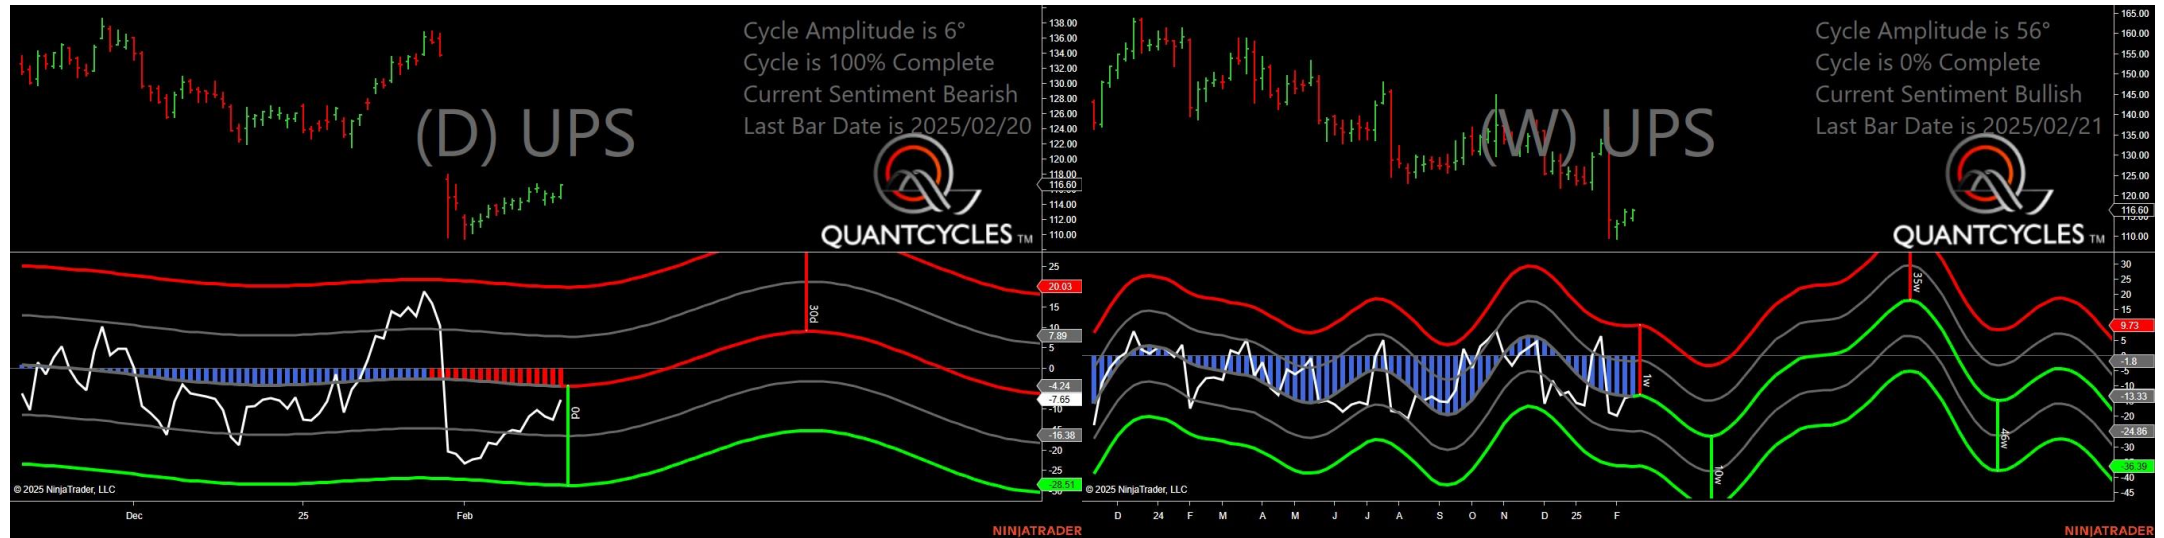 Cycle Amplitude is 6°
Cycle is 100% Complete
Current Sentiment Bearish
Last Bar Date is 2025/02/20
(D) UPS
QUANTCYCLES TM
138.00
136.00
134.00
132.00
130.00
128.00
126.00
124.00
122.00
120.00
118.00
116.60
114.00
112.00
110.00
25
20.03
15
10
7.89
5
0
-4.24
-7.65
-10
-16.38
-20
-25
-28.51
30d
0d
© 2025 NinjaTrader, LLC
Dec
25
Feb
NINJATRADER
Cycle Amplitude is 56°
Cycle is 0% Complete
Current Sentiment Bullish
Last Bar Date is 2025/02/21
(W) UPS
QUANTCYCLES TM
165.00
160.00
155.00
150.00
145.00
140.00
135.00
130.00
125.00
120.00
116.60
110.00
30
25
20
15
9.73
5
-1.8
-5
-10
-13.33
-20
-24.86
-30
-36.39
-40
-45
1w
10w
35w
46w
© 2025 NinjaTrader, LLC
D
24
F
M
A
M
J
J
A
S
O
N
D
25
F
NINJATRADER